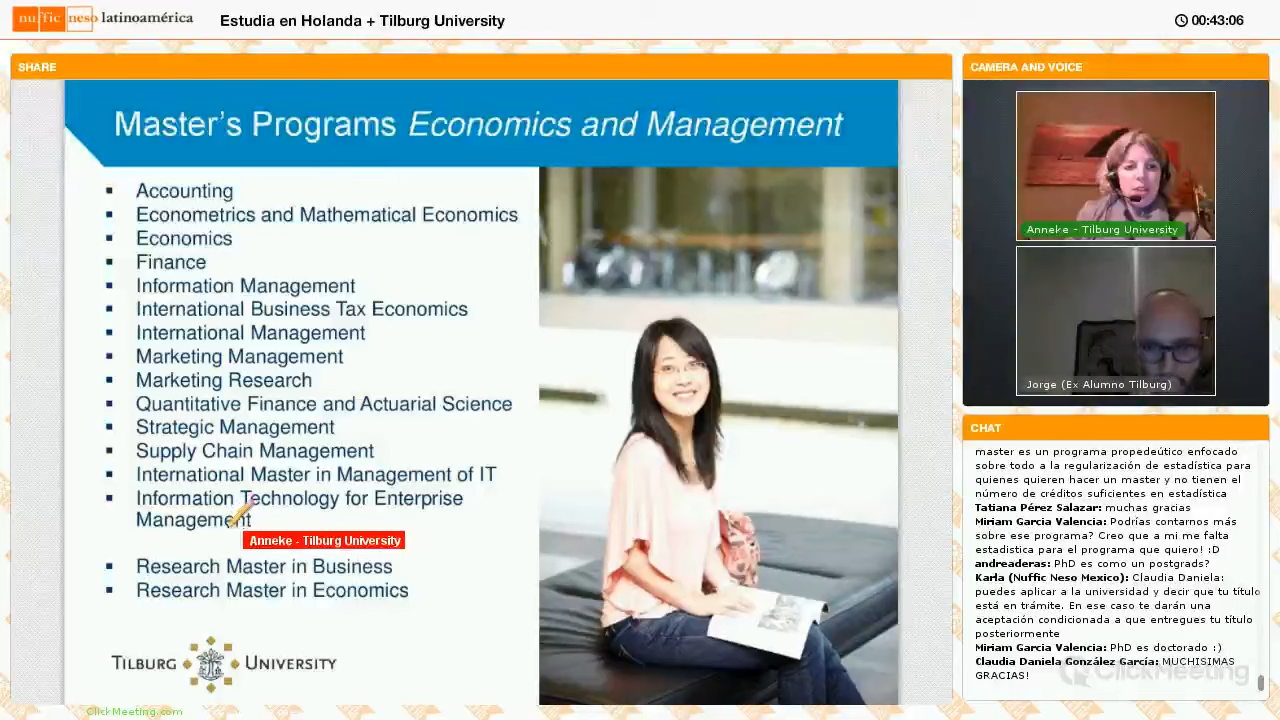 nuffic neso latinoamérica
Estudia en Holanda + Tilburg University
00:43:06
SHARE
Master's Programs Economics and Management
Accounting
Econometrics and Mathematical Economics
Economics
Finance
Information Management
International Business Tax Economics
International Management
Marketing Management
Marketing Research
Quantitative Finance and Actuarial Science
Strategic Management
Supply Chain Management
International Master in Management of IT
Information Technology for Enterprise
Management
Anneke - Tilburg University
Research Master in Business
Research Master in Economics
TILBURG UNIVERSITY
ClickMeeting.com
CAMERA AND VOICE
Anneke - Tilburg University
Jorge (Ex Alumno Tilburg)
CHAT
master es un programa propedeútico enfocado
sobre todo a la regularización de estadística para
quienes quieren hacer un master y no tienen el
número de créditos suficientes en estadística
Tatiana Pérez Salazar: muchas gracias
Miriam Garcia Valencia: Podrías contarnos más
sobre ese programa? Creo que a mi me falta
estadistica para el programa que quiero! :D
andreaderas: PhD es como un postgrads?
Karla (Nuffic Neso Mexico): Claudia Daniela:
puedes aplicar a la universidad y decir que tu título
está en trámite. En ese caso te darán una
aceptación condicionada a que entregues tu título
posteriormente
Miriam Garcia Valencia: PhD es doctorado :)
Claudia Daniela González García: MUCHISIMAS
GRACIAS!
ClickMeeting